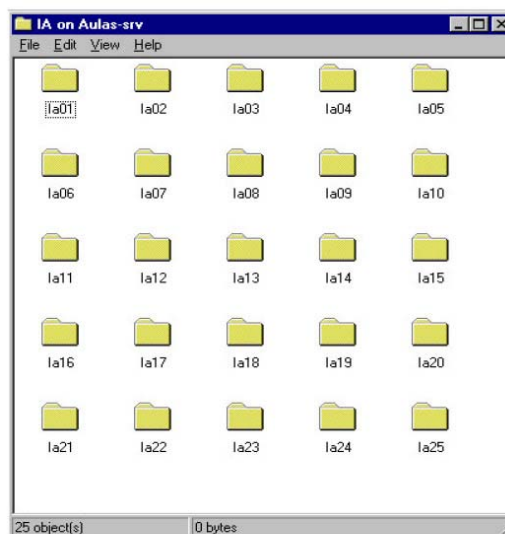 IA on Aulas-srv
File Edit View Help
Ia01 Ia02 Ia03 Ia04 Ia05
Ia06 Ia07 Ia08 Ia09 Ia10
Ia11 Ia12 Ia13 Ia14 Ia15
Ia16 Ia17 Ia18 Ia19 Ia20
Ia21 Ia22 Ia23 Ia24 Ia25
25 object(s) 0 bytes